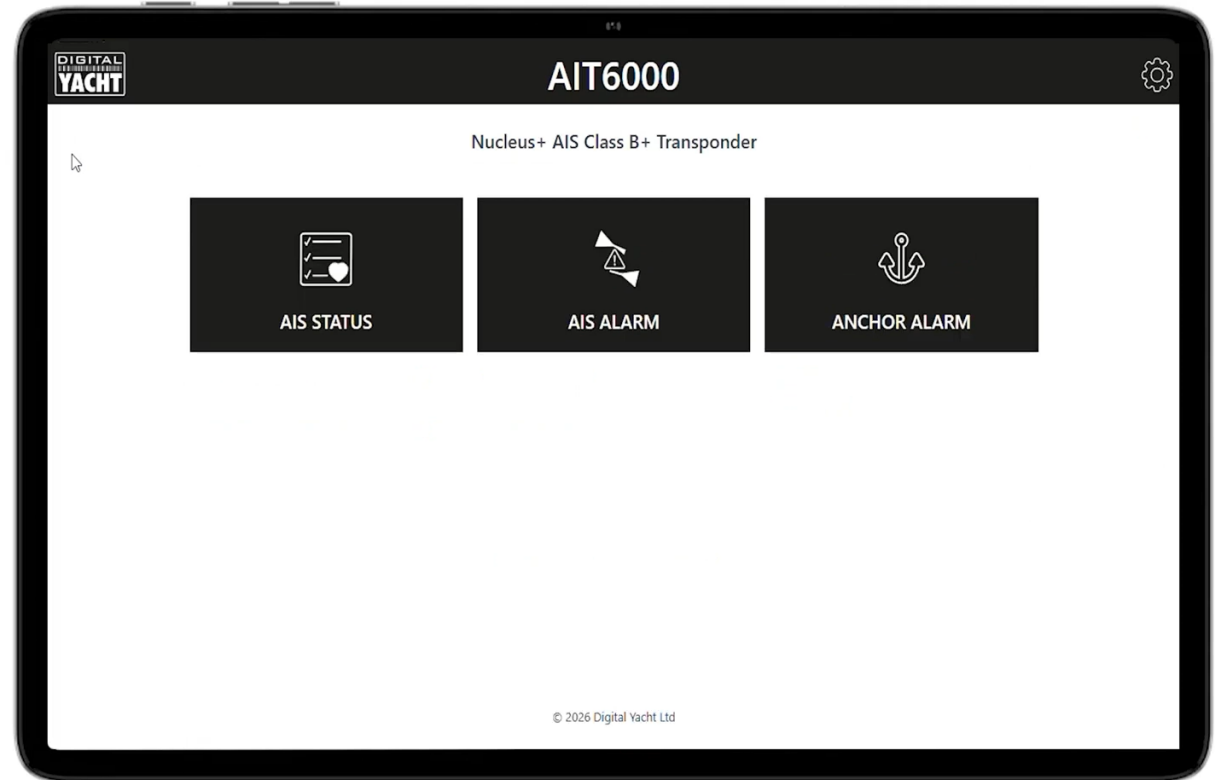 DIGITAL
YACHT
AIT6000
Nucleus+ AIS Class B+ Transponder
AIS STATUS
AIS ALARM
ANCHOR ALARM
© 2026 Digital Yacht Ltd